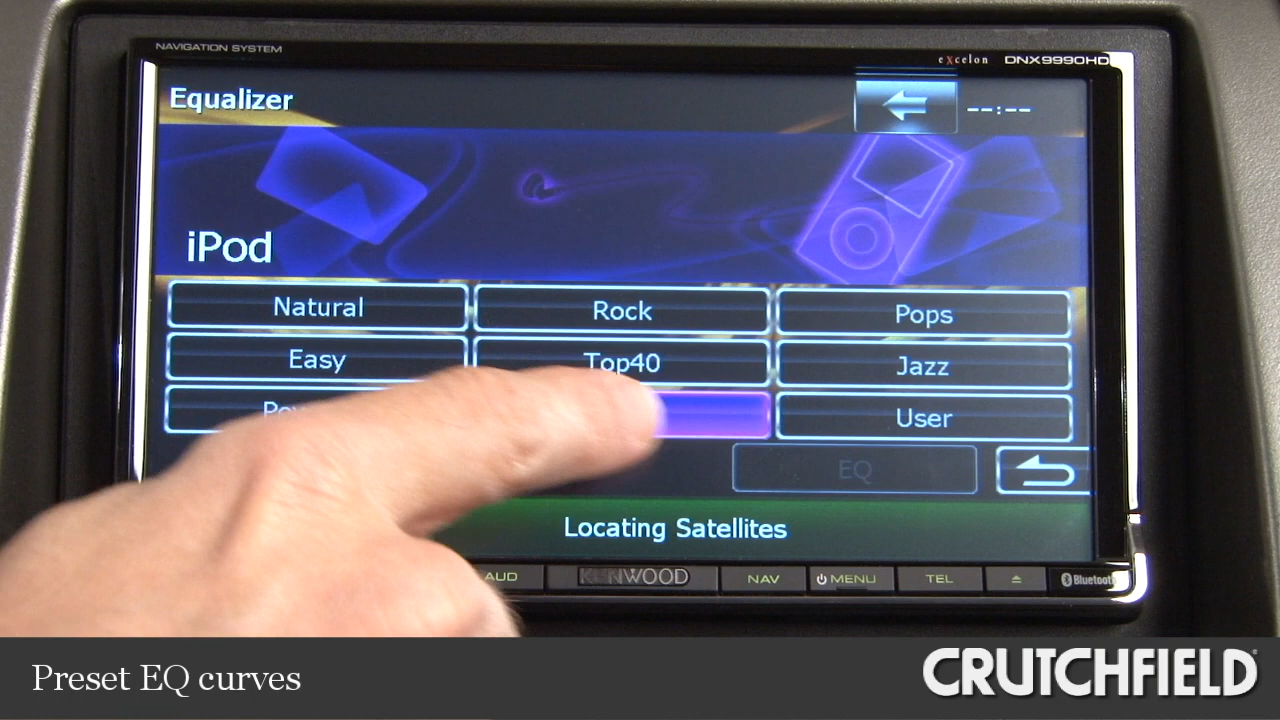 NAVIGATION SYSTEM
eXcelon DNX9990HD
Equalizer
--:--
iPod
Natural Rock Pops
Easy Top40 Jazz
User
EQ
Locating Satellites
AUD KENWOOD NAV MENU TEL Bluetooth
Preset EQ curves
CRUTCHFIELD